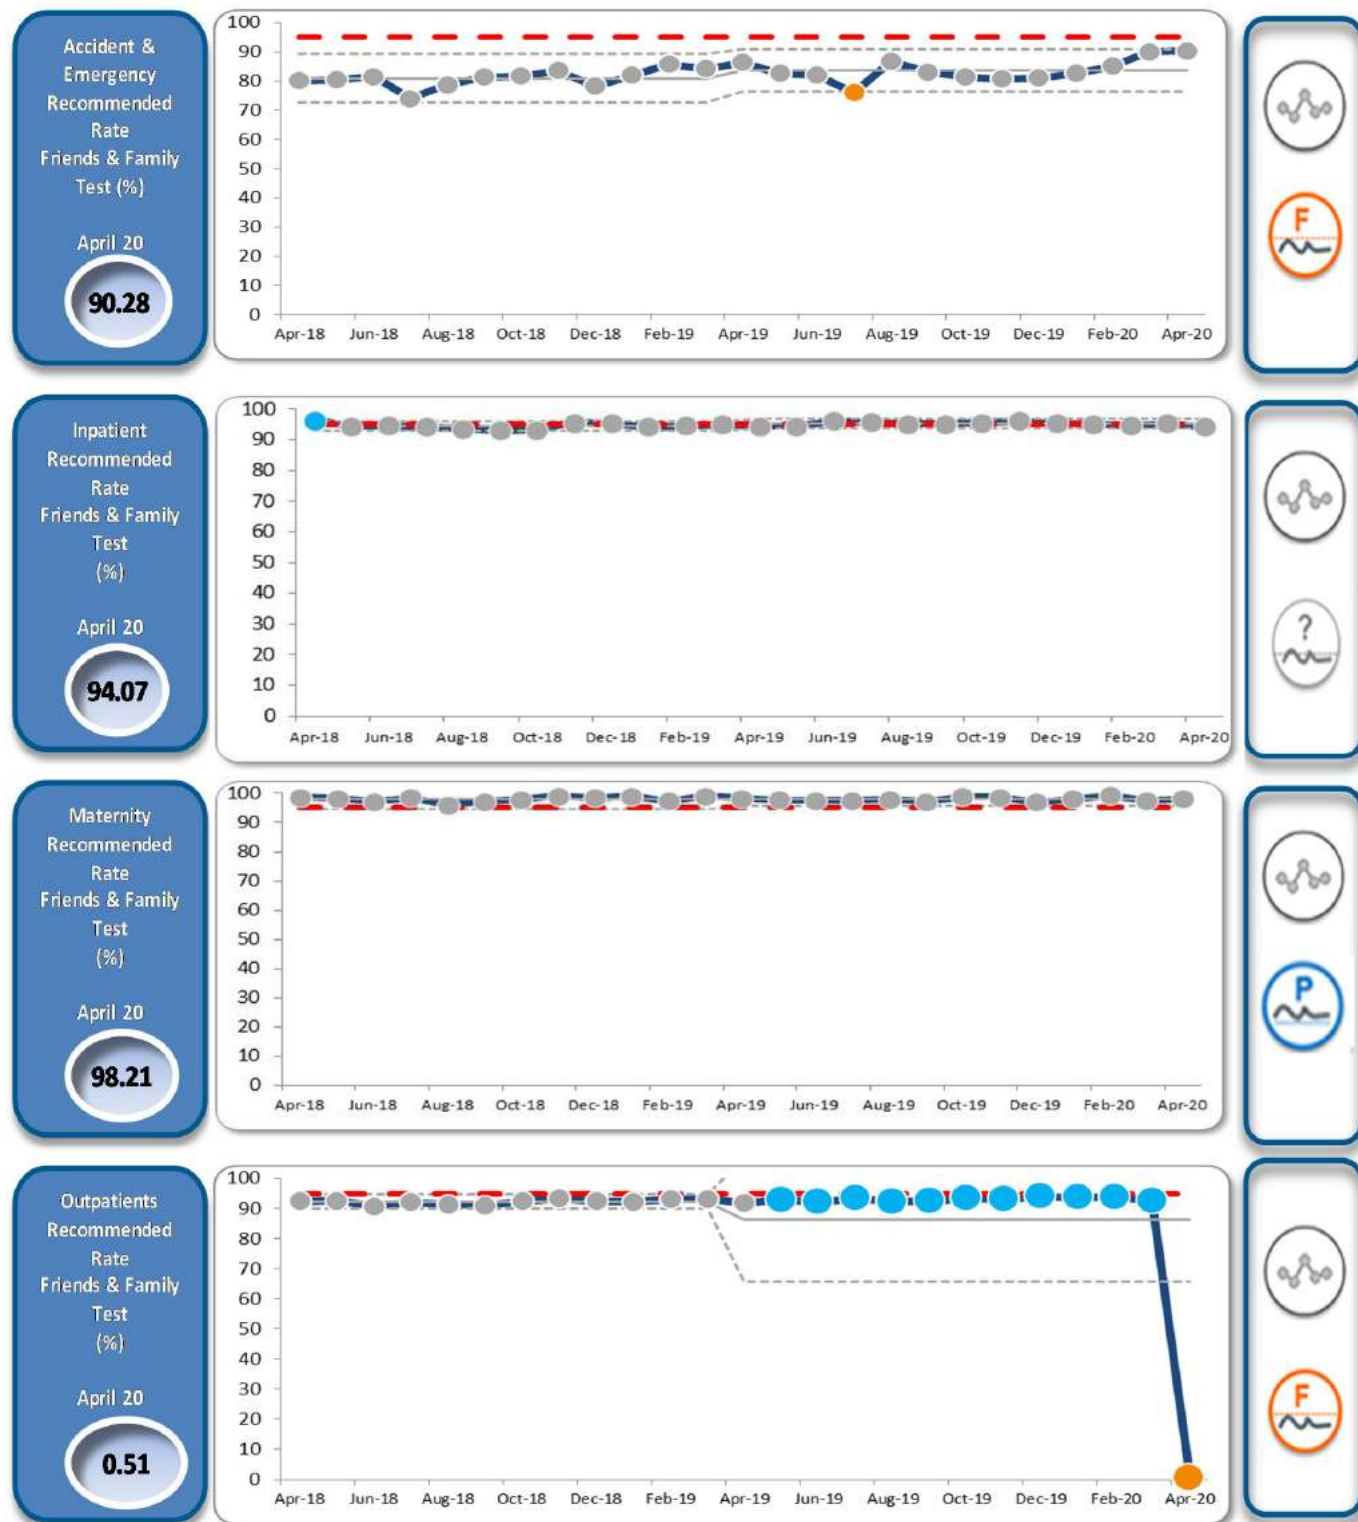 Accident &
Emergency
Recommended
Rate
Friends & Family
Test (%)
April 20
90.28
100
90
80
70
60
50
40
30
20
10
0
Apr-18 Jun-18 Aug-18 Oct-18 Dec-18 Feb-19 Apr-19 Jun-19 Aug-19 Oct-19 Dec-19 Feb-20 Apr-20
F
Inpatient
Recommended
Rate
Friends & Family
Test
(%)
April 20
94.07
100
90
80
70
60
50
40
30
20
10
0
Apr-18 Jun-18 Aug-18 Oct-18 Dec-18 Feb-19 Apr-19 Jun-19 Aug-19 Oct-19 Dec-19 Feb-20 Apr-20
?
Maternity
Recommended
Rate
Friends & Family
Test
(%)
April 20
98.21
100
90
80
70
60
50
40
30
20
10
0
Apr-18 Jun-18 Aug-18 Oct-18 Dec-18 Feb-19 Apr-19 Jun-19 Aug-19 Oct-19 Dec-19 Feb-20 Apr-20
P
Outpatients
Recommended
Rate
Friends & Family
Test
(%)
April 20
0.51
100
90
80
70
60
50
40
30
20
10
0
Apr-18 Jun-18 Aug-18 Oct-18 Dec-18 Feb-19 Apr-19 Jun-19 Aug-19 Oct-19 Dec-19 Feb-20 Apr-20
F